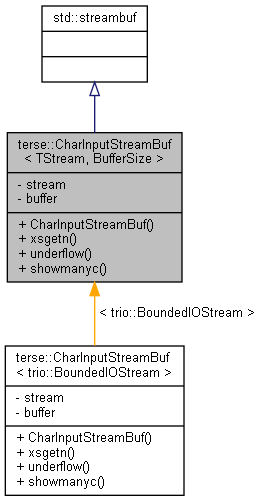 std::streambuf
terse::CharInputStreamBuf
< TStream, BufferSize >
- stream
- buffer
+ CharInputStreamBuf()
+ xsgetn()
+ underflow()
+ showmanyc()
< trio::BoundedIOStream >
terse::CharInputStreamBuf
< trio::BoundedIOStream >
- stream
- buffer
+ CharInputStreamBuf()
+ xsgetn()
+ underflow()
+ showmanyc()